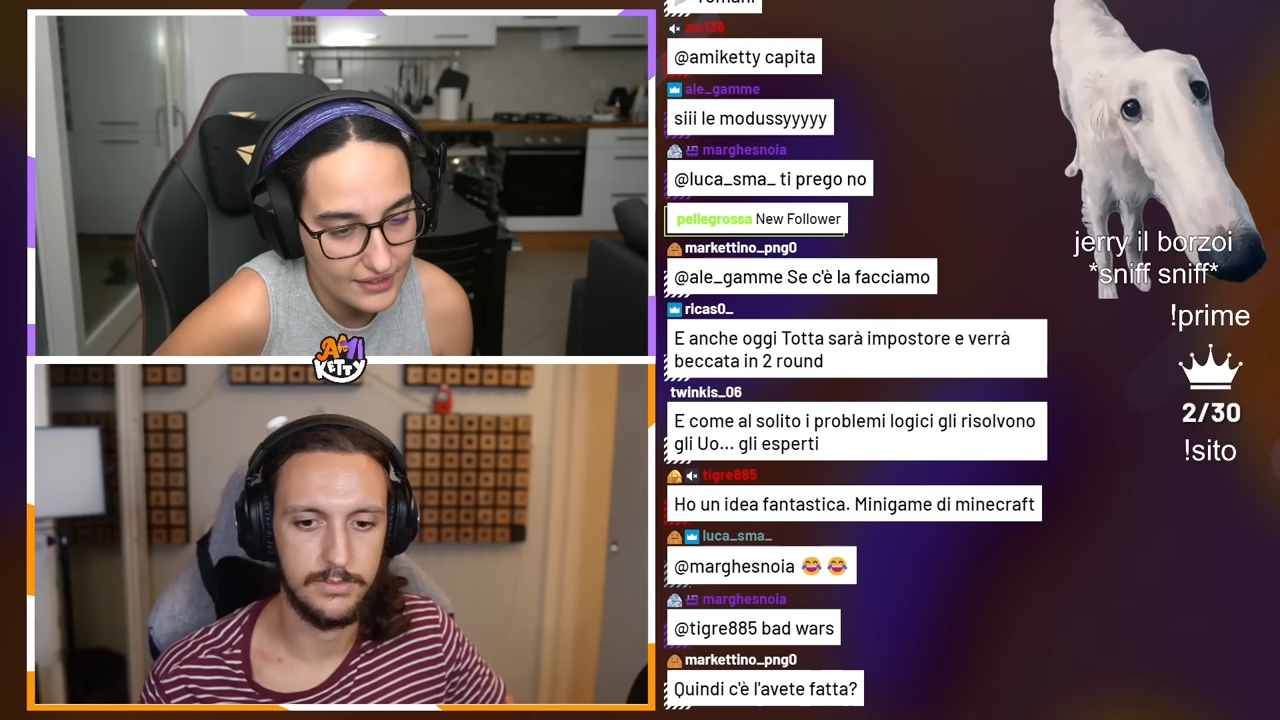 zm136
@amiketty capita
ale_gamme
siii le modussyyyyy
marghesnoia
@luca_sma_ ti prego no
pellegrossa New Follower
markettino_png0
@ale_gamme Se c'è la facciamo
ricas0_
E anche oggi Totta sarà impostore e verrà
beccata in 2 round
twinkis_06
E come al solito i problemi logici gli risolvono
gli Uo... gli esperti
tigre885
Ho un idea fantastica. Minigame di minecraft
luca_sma_
@marghesnoia 😂 😂
marghesnoia
@tigre885 bad wars
markettino_png0
Quindi c'è l'avete fatta?
AMI
KETTY
jerry il borzoi
*sniff sniff*
!prime
2/30
!sito